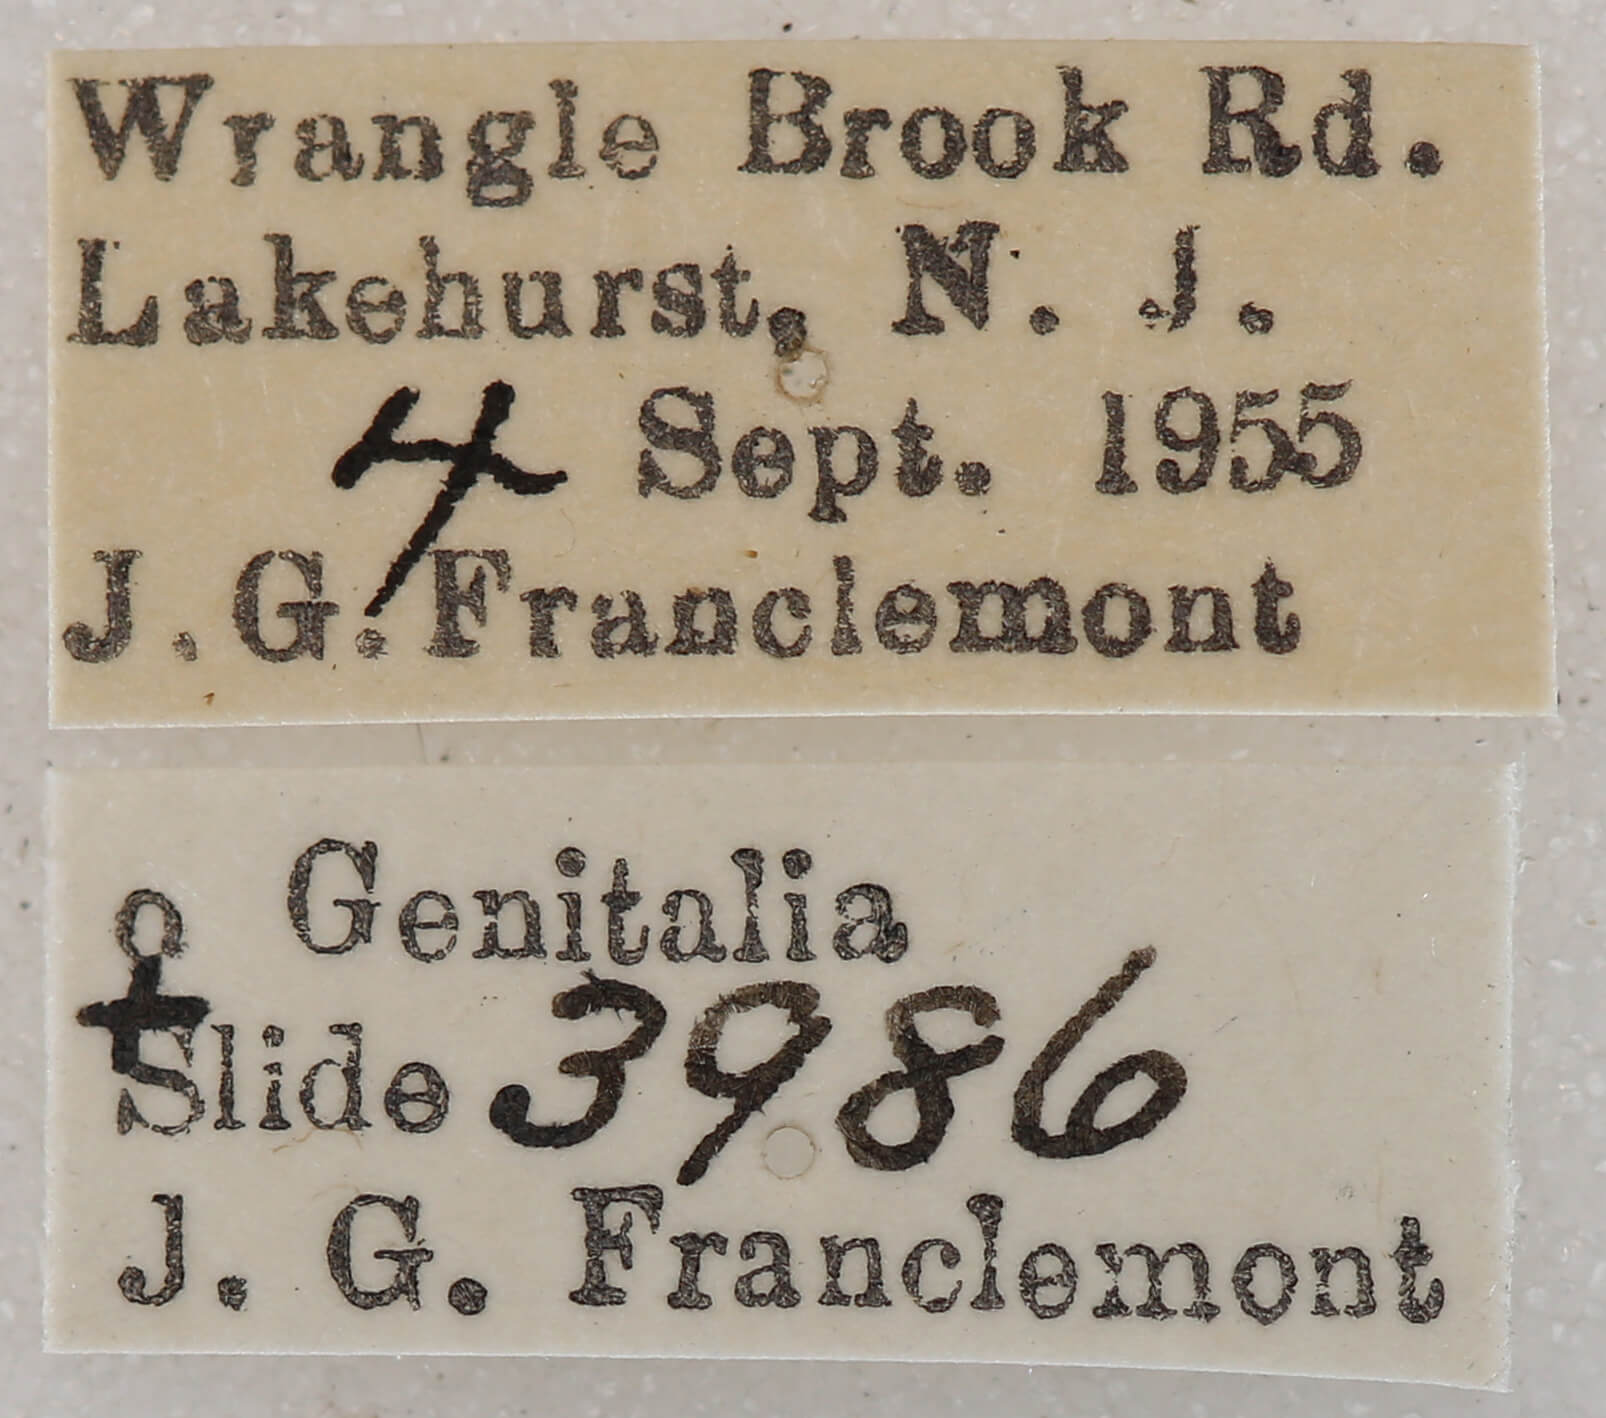 Wrangle Brook Rd.
Lakehurst, N. J.
4 Sept. 1955
J. G. Franclemont
♀ Genitalia
Slide 3986
J. G. Franclemont